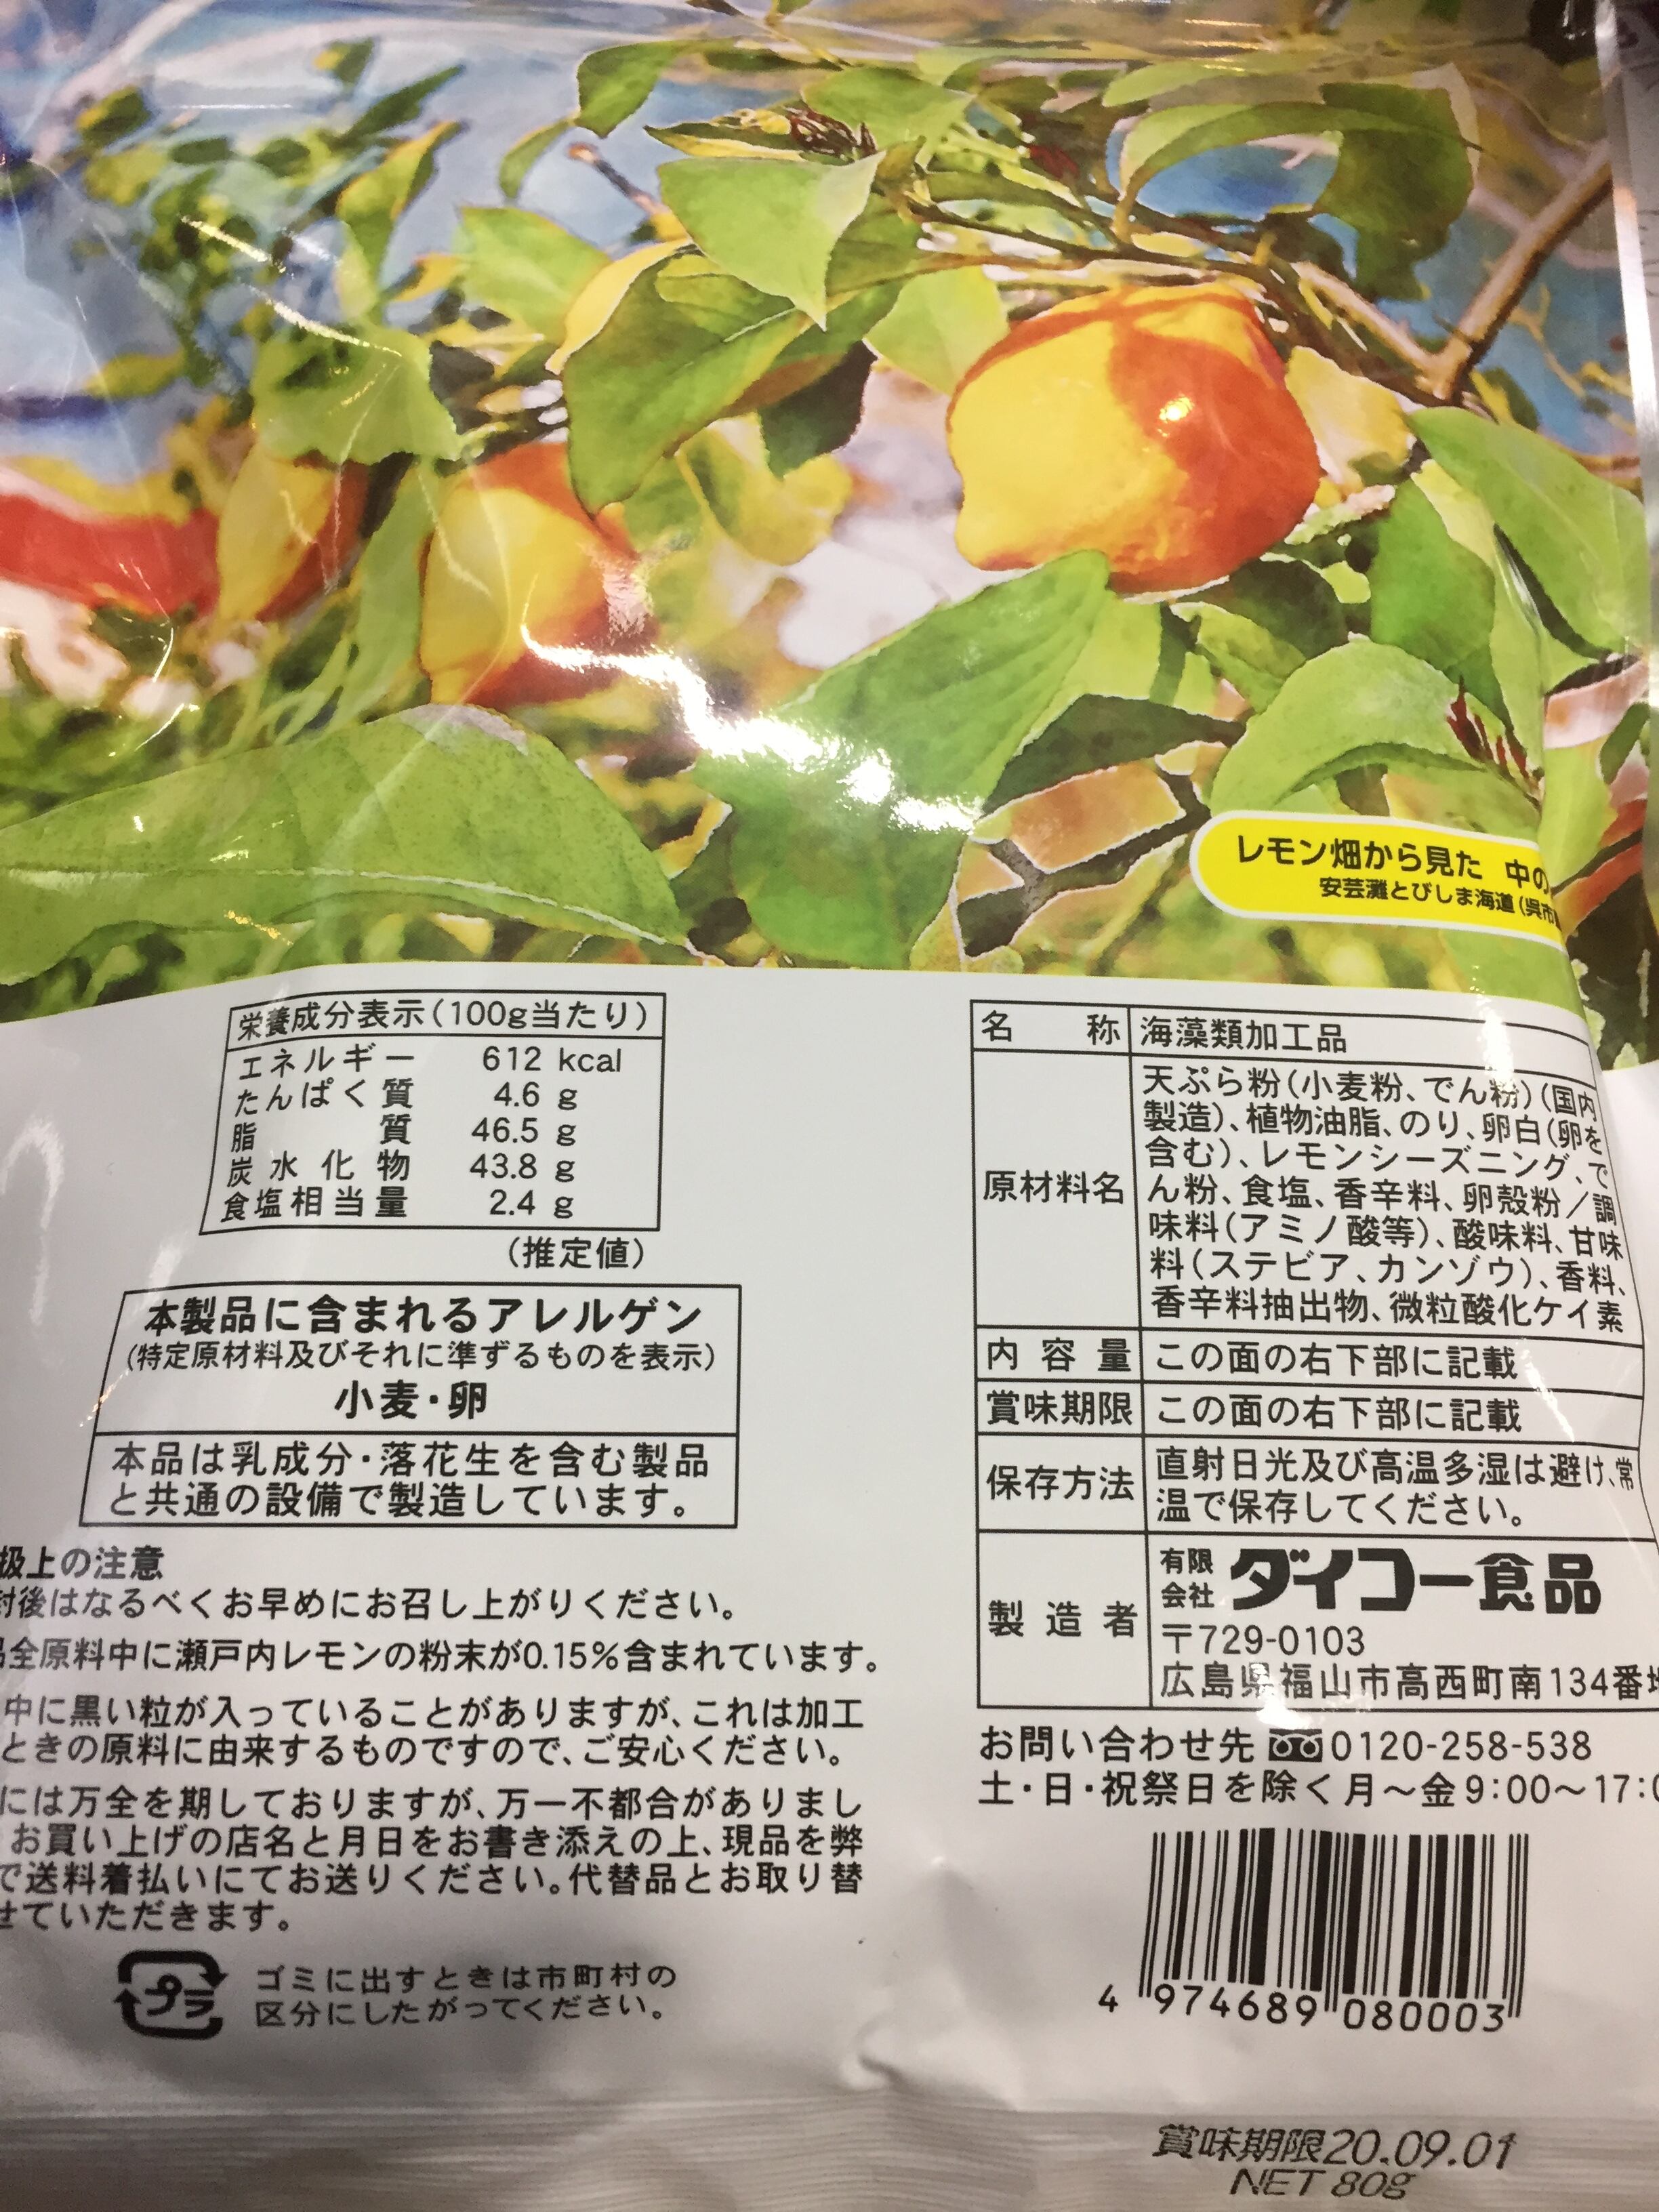 レモン畑から見た 中の
安芸灘とびしま海道(呉市
栄養成分表示(100g当たり)
エネルギー 612 kcal
たんぱく質 4.6 g
脂質 46.5 g
炭水化物 43.8 g
食塩相当量 2.4 g
(推定値)
本製品に含まれるアレルゲン
(特定原材料及びそれに準ずるものを表示)
小麦・卵
本品は乳成分・落花生を含む製品
と共通の設備で製造しています。
扱上の注意
封後はなるべくお早めにお召し上がりください。
品全原料中に瀬戸内レモンの粉末が0.15%含まれています。
中に黒い粒が入っていることがありますが、これは加工
ときの原料に由来するものですので、ご安心ください。
には万全を期しておりますが、万一不都合がありまし
お買い上げの店名と月日をお書き添えの上、現品を弊
で送料着払いにてお送りください。代替品とお取り替
せていただきます。
プラ
ゴミに出すときは市町村の
区分にしたがってください。
名称 海藻類加工品
原材料名
天ぷら粉(小麦粉、でん粉)(国内
製造)、植物油脂、のり、卵白(卵を
含む)、レモンシーズニング、で
ん粉、食塩、香辛料、卵殻粉/調
味料(アミノ酸等)、酸味料、甘味
料(ステビア、カンゾウ)、香料、
香辛料抽出物、微粒酸化ケイ素
内容量 この面の右下部に記載
賞味期限 この面の右下部に記載
保存方法
直射日光及び高温多湿は避け、常
温で保存してください。
製造者
有限会社 ダイコー食品
〒729-0103
広島県福山市高西町南134番地
お問い合わせ先 0120-258-538
土・日・祝祭日を除く月~金9:00~17:0
4 974689 080003
賞味期限20.09.01
NET 80g